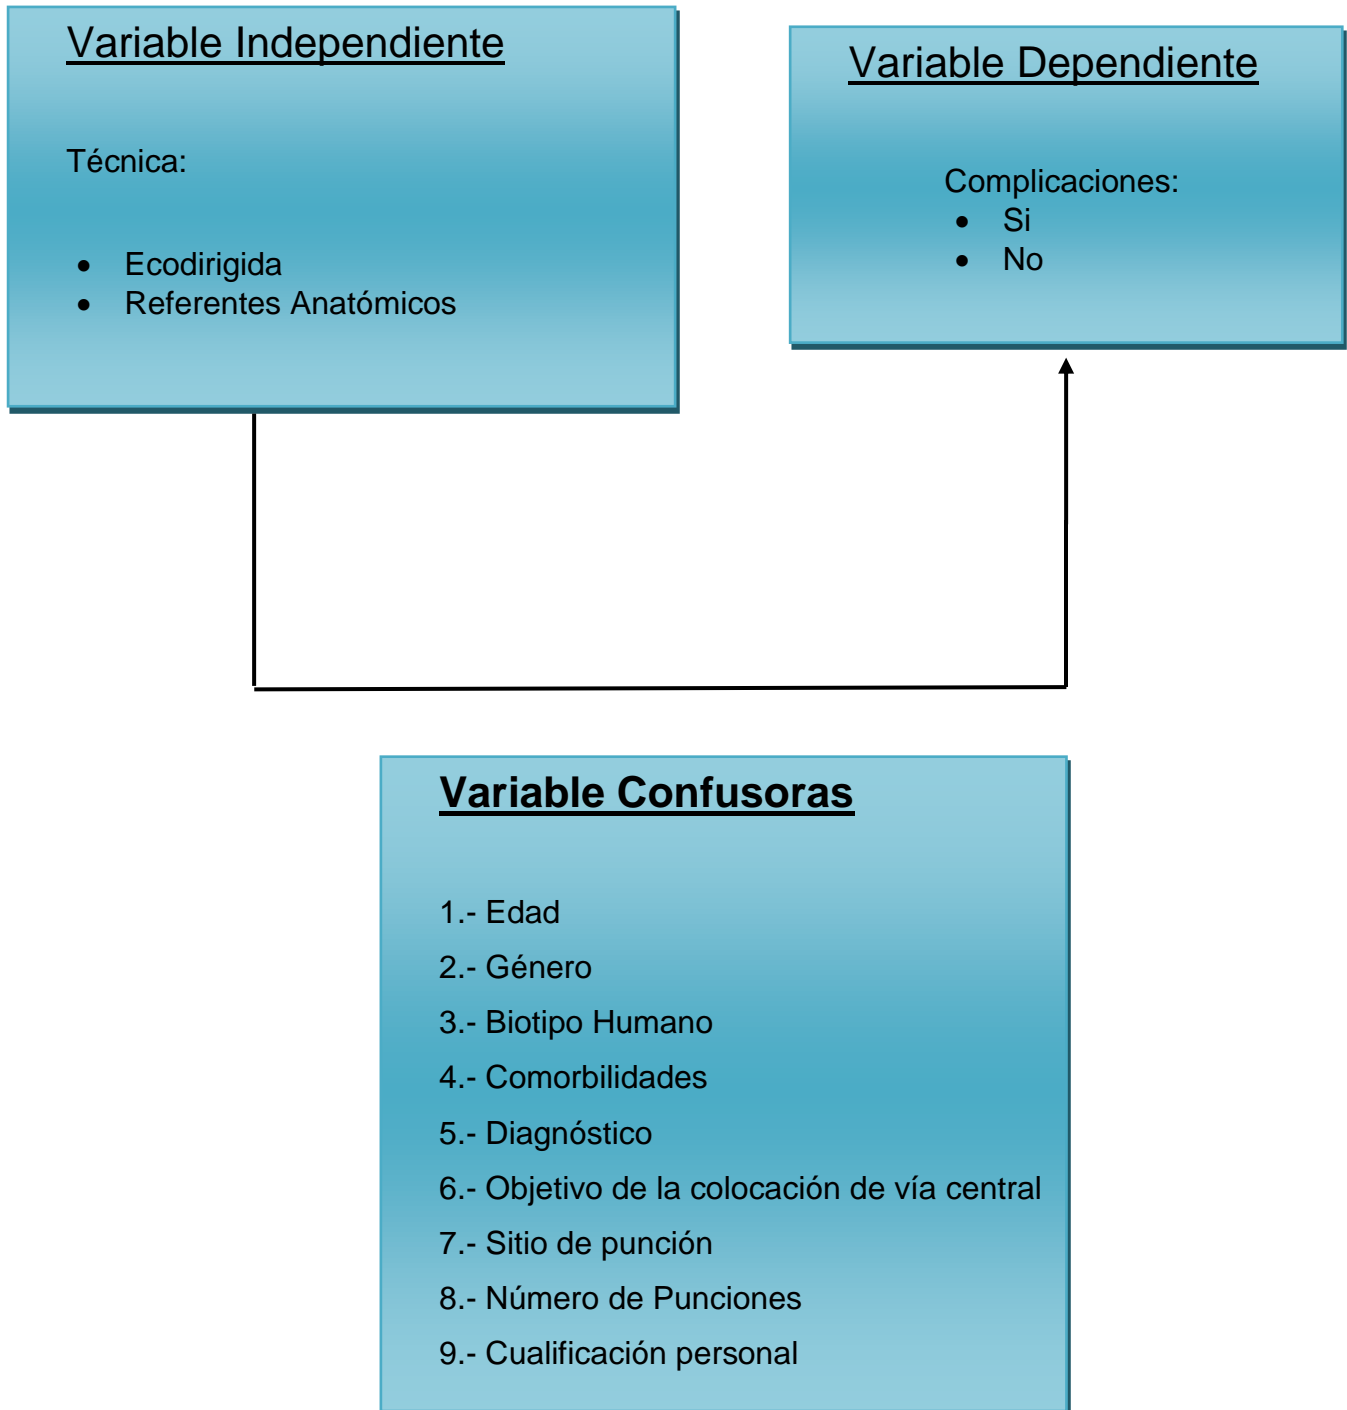 Variable Independiente
Técnica:
• Ecodirigida
• Referentes Anatómicos
Variable Dependiente
Complicaciones:
• Si
• No
Variable Confusoras
1.- Edad
2.- Género
3.- Biotipo Humano
4.- Comorbilidades
5.- Diagnóstico
6.- Objetivo de la colocación de vía central
7.- Sitio de punción
8.- Número de Punciones
9.- Cualificación personal